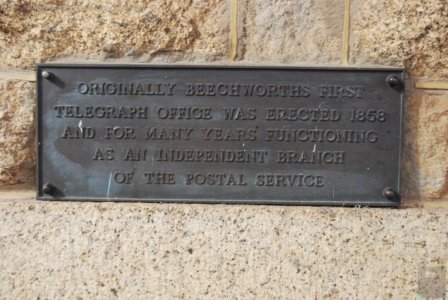 ORIGINALLY BEECHWORTHS FIRST
TELEGRAPH OFFICE WAS ERECTED 1858
AND FOR MANY YEARS FUNCTIONING
AS AN INDEPENDENT BRANCH
OF THE POSTAL SERVICE